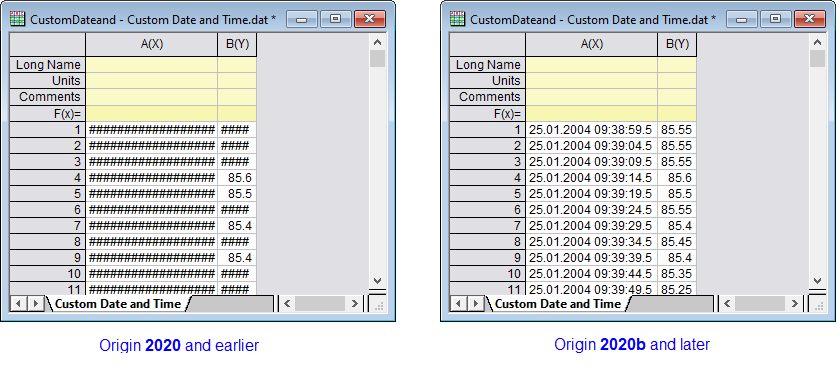 CustomDateand - Custom Date and Time.dat *
A(X) B(Y)
Long Name
Units
Comments
F(x)=
1 ################### ####
2 ################### ####
3 ################### ####
4 ################### 85.6
5 ################### 85.5
6 ################### ####
7 ################### 85.4
8 ################### ####
9 ################### 85.4
10 ################### ####
11 ################### ####
Custom Date and Time
Origin 2020 and earlier
CustomDateand - Custom Date and Time.dat *
A(X) B(Y)
Long Name
Units
Comments
F(x)=
1 25.01.2004 09:38:59.5 85.55
2 25.01.2004 09:39:04.5 85.55
3 25.01.2004 09:39:09.5 85.55
4 25.01.2004 09:39:14.5 85.6
5 25.01.2004 09:39:19.5 85.5
6 25.01.2004 09:39:24.5 85.55
7 25.01.2004 09:39:29.5 85.4
8 25.01.2004 09:39:34.5 85.45
9 25.01.2004 09:39:39.5 85.4
10 25.01.2004 09:39:44.5 85.35
11 25.01.2004 09:39:49.5 85.25
Custom Date and Time
Origin 2020b and later